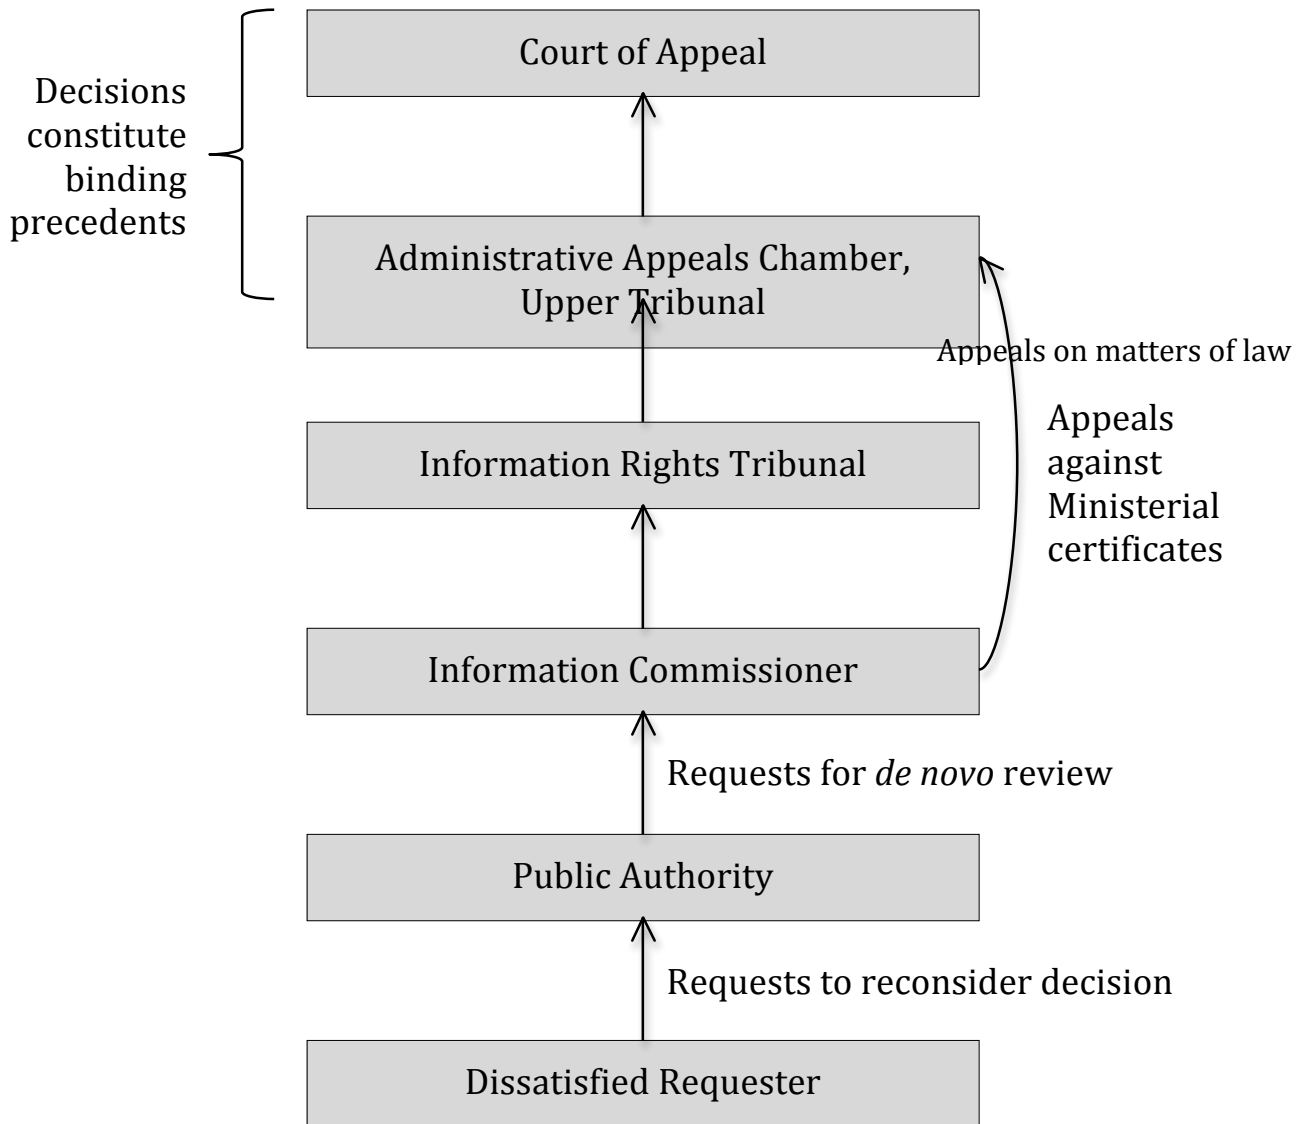 Court of Appeal
Decisions
constitute
binding
precedents
Administrative Appeals Chamber,
Upper Tribunal
Appeals on matters of law
Appeals
against
Ministerial
certificates
Information Rights Tribunal
Information Commissioner
Requests for de novo review
Public Authority
Requests to reconsider decision
Dissatisfied Requester